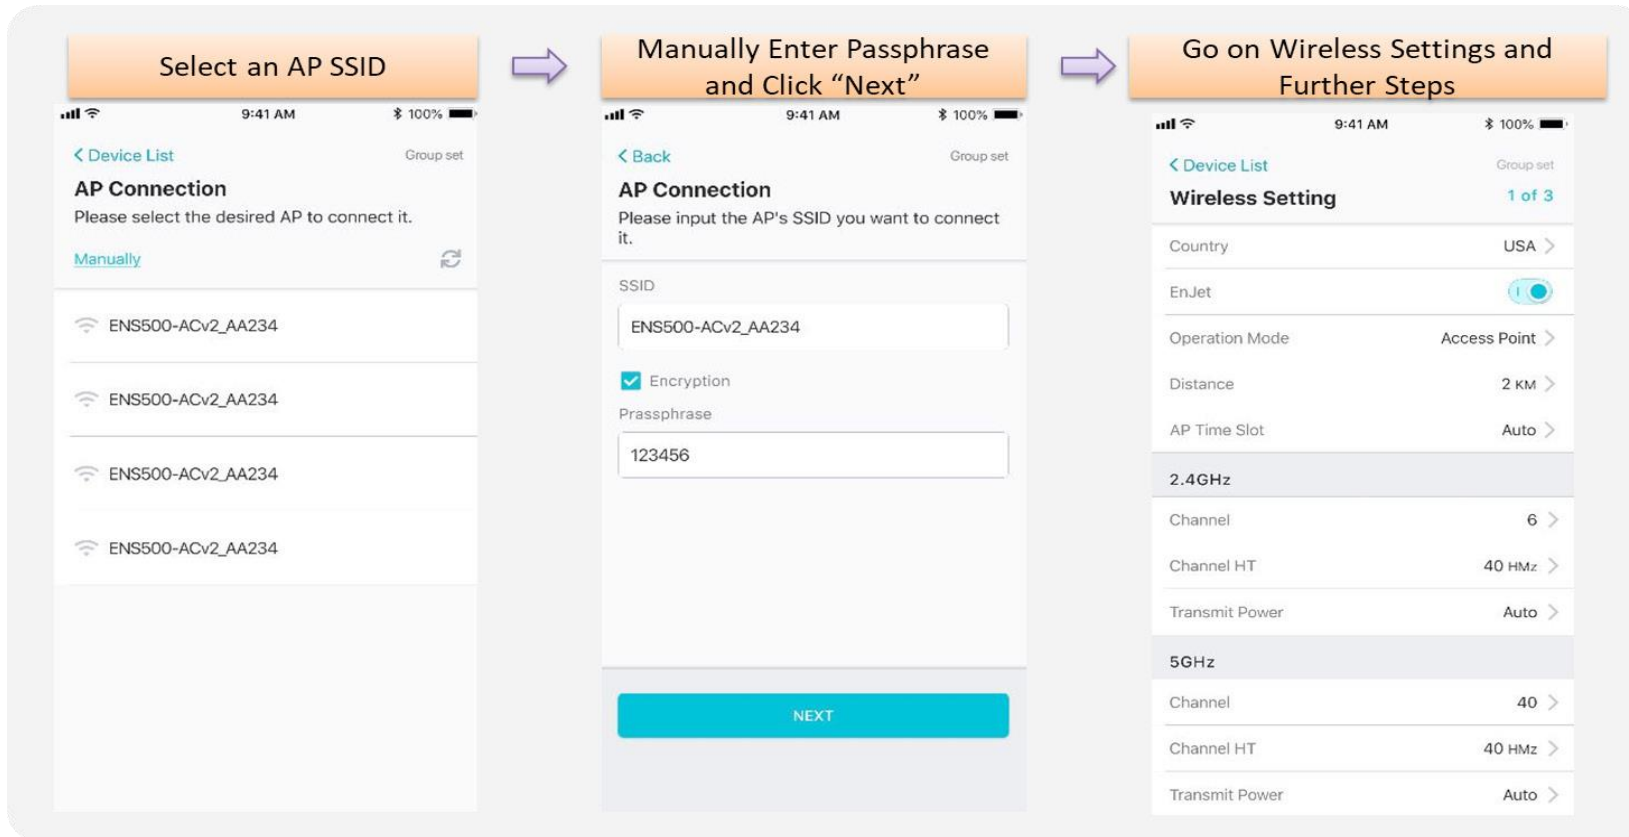 Select an AP SSID
9:41 AM
100%
Device List
Group set
AP Connection
Please select the desired AP to connect it.
Manually
ENS500-ACv2_AA234
ENS500-ACv2_AA234
ENS500-ACv2_AA234
ENS500-ACv2_AA234
Manually Enter Passphrase
and Click “Next”
9:41 AM
100%
Back
Group set
AP Connection
Please input the AP's SSID you want to connect
it.
SSID
ENS500-ACv2_AA234
Encryption
Prassphrase
123456
NEXT
Go on Wireless Settings and
Further Steps
9:41 AM
100%
Device List
Group set
Wireless Setting
1 of 3
Country
USA
EnJet
Operation Mode
Access Point
Distance
2 KM
AP Time Slot
Auto
2.4GHz
Channel
6
Channel HT
40 HMz
Transmit Power
Auto
5GHz
Channel
40
Channel HT
40 HMz
Transmit Power
Auto